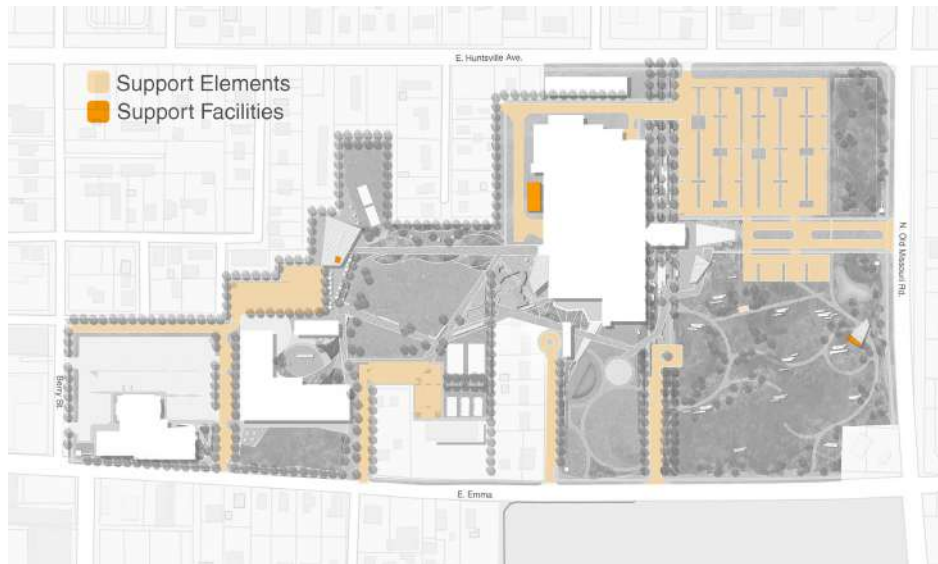 E. Huntsville Ave.
Support Elements
Support Facilities
N. Old Missouri Rd.
Berry St.
E. Emma